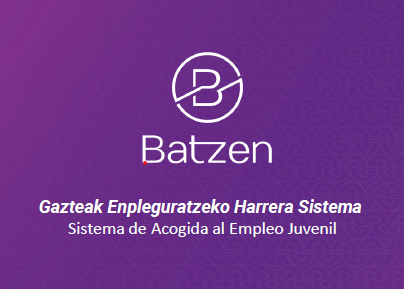 B
Batzen
Gazteak Enpleguratzeko Harrera Sistema
Sistema de Acogida al Empleo Juvenil